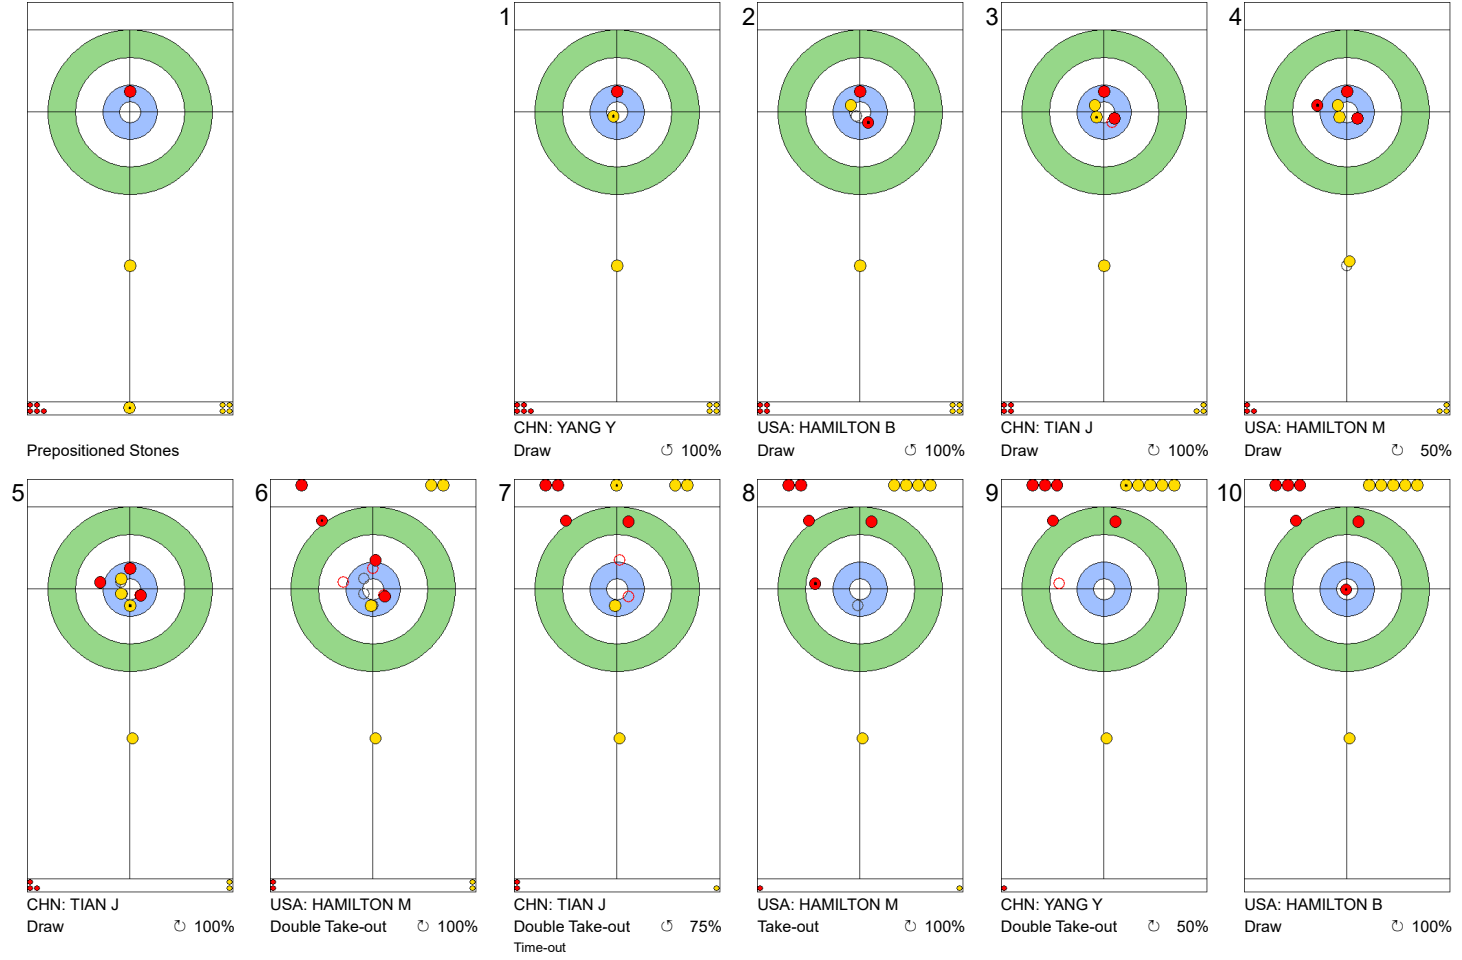 Prepositioned Stones
1
CHN: YANG Y
Draw ↺ 100%
2
USA: HAMILTON B
Draw ↺ 100%
3
CHN: TIAN J
Draw ↻ 100%
4
USA: HAMILTON M
Draw ↻ 50%
5
CHN: TIAN J
Draw ↻ 100%
6
USA: HAMILTON M
Double Take-out ↻ 100%
7
CHN: TIAN J
Double Take-out ↺ 75%
Time-out
8
USA: HAMILTON M
Take-out ↻ 100%
9
CHN: YANG Y
Double Take-out ↻ 50%
10
USA: HAMILTON B
Draw ↻ 100%